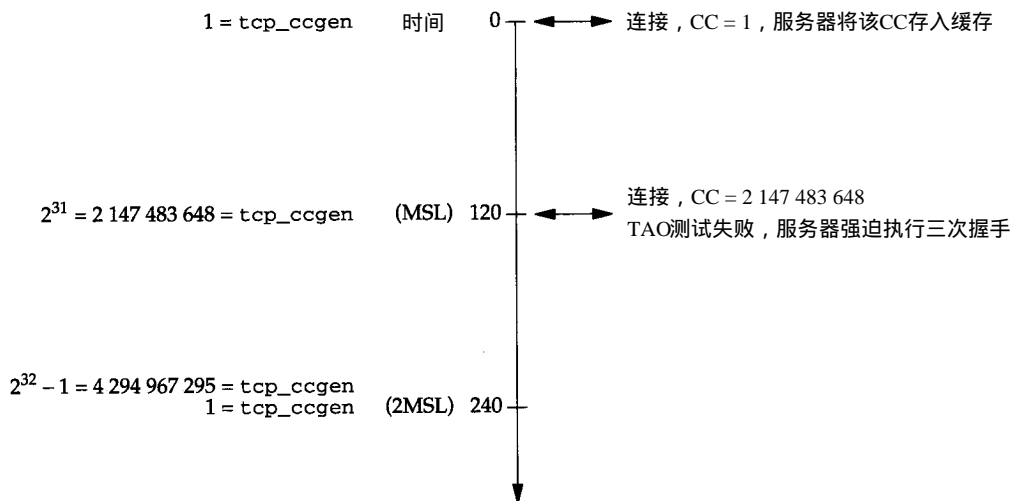 1 = tcp_ccgen 时间 0 连接，CC = 1，服务器将该CC存入缓存
2³¹ = 2 147 483 648 = tcp_ccgen (MSL) 120 连接，CC = 2 147 483 648
TAO测试失败，服务器强迫执行三次握手
2³² − 1 = 4 294 967 295 = tcp_ccgen
1 = tcp_ccgen (2MSL) 240